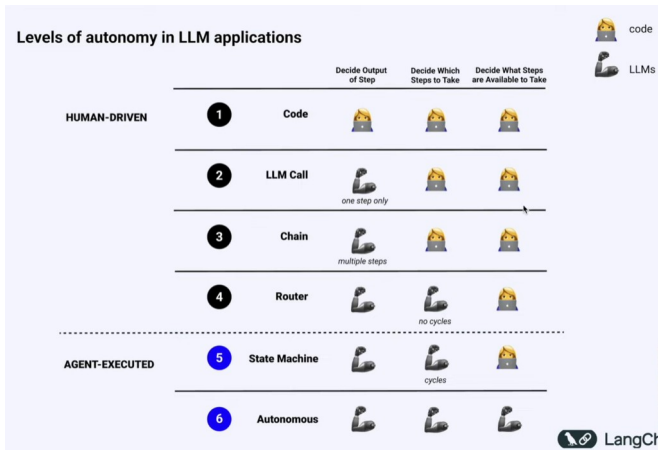 Levels of autonomy in LLM applications
code
LLMs
Decide Output
of Step
Decide Which
Steps to Take
Decide What Steps
are Available to Take
HUMAN-DRIVEN
1
Code
2
LLM Call
one step only
3
Chain
multiple steps
4
Router
no cycles
AGENT-EXECUTED
5
State Machine
cycles
6
Autonomous
LangCh